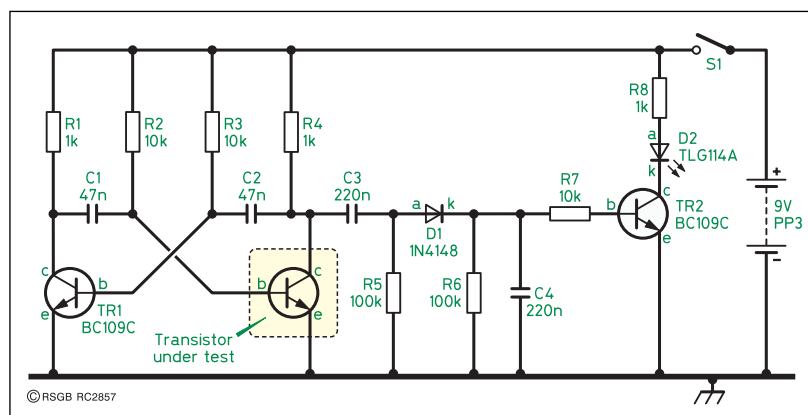 S1
R1
1k
R2
10k
R3
10k
R4
1k
R8
1k
a
D2
TLG114A
k
C1
47n
C2
47n
C3
220n
a
k
D1
1N4148
R7
10k
b
c
e
TR2
BC109C
+
9V
PP3
-
c
b
e
TR1
BC109C
b
c
e
Transistor
under test
R5
100k
R6
100k
C4
220n
©RSGB RC2857